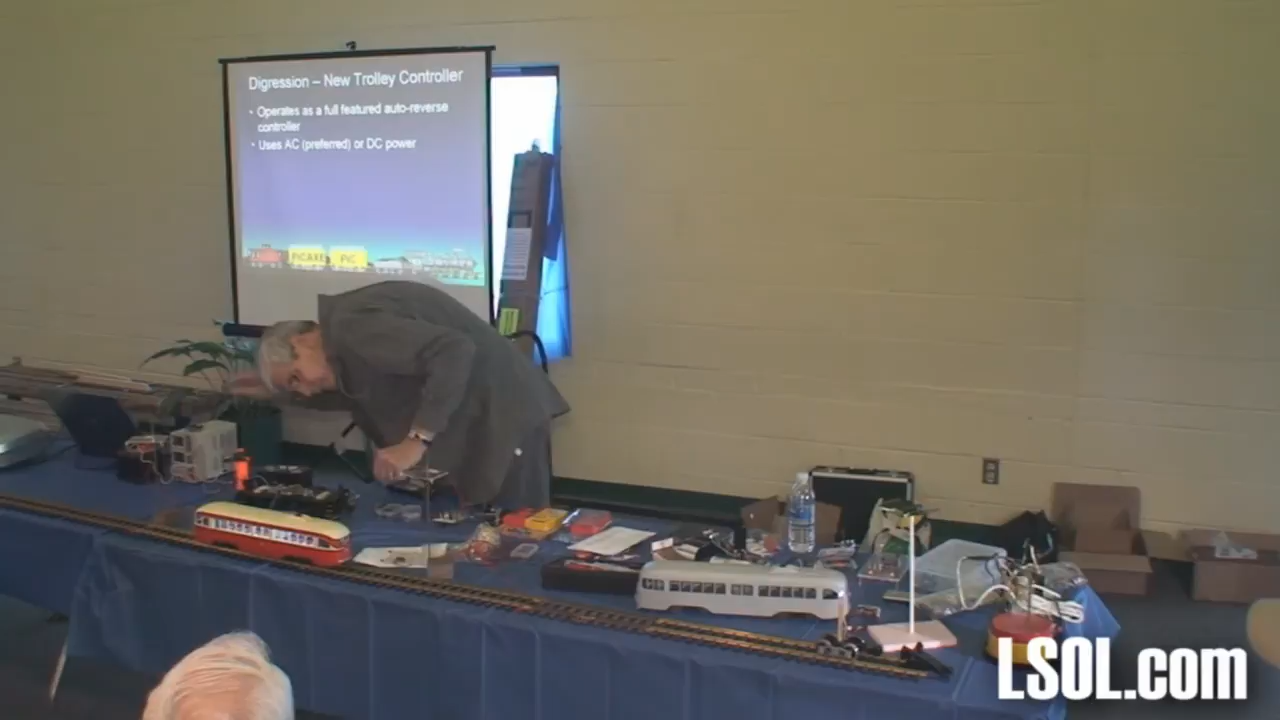 Digression – New Trolley Controller
• Operates as a full featured auto-reverse
controller
• Uses AC (preferred) or DC power
PICAXE PIC
LSOL.com